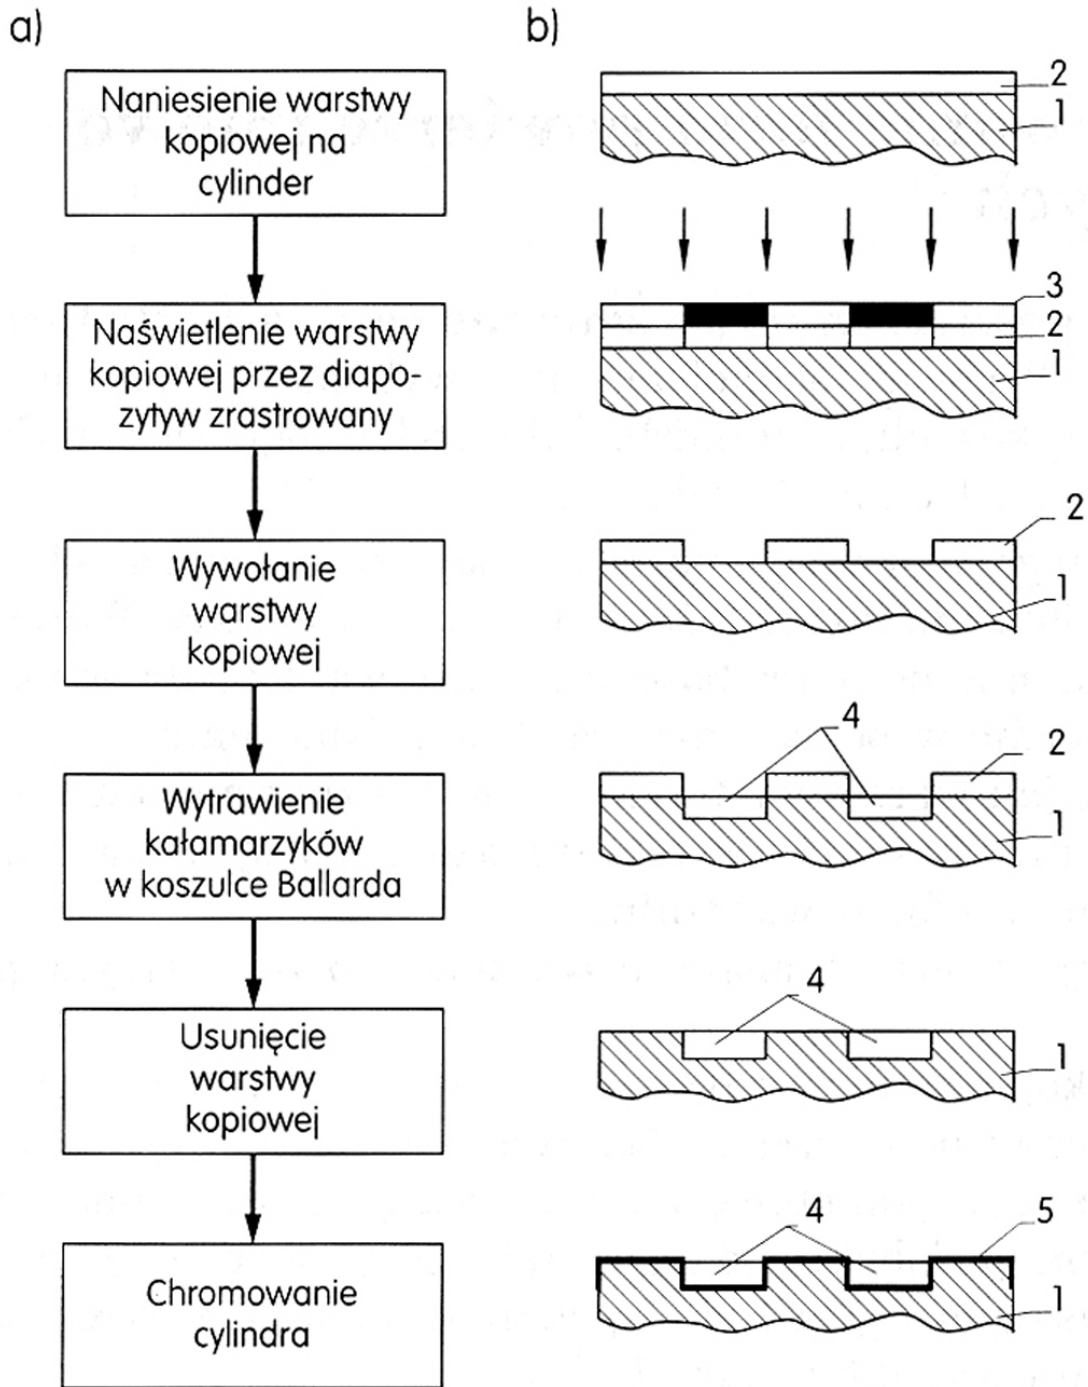 a)
Naniesienie warstwy
kopiowej na
cylinder
Naświetlenie warstwy
kopiowej przez diapo-
zytyw zrastrowany
Wywołanie
warstwy
kopiowej
Wytrawienie
kałamarzyków
w koszulce Ballarda
Usunięcie
warstwy
kopiowej
Chromowanie
cylindra
b)
2
1
3
2
1
2
1
4
2
1
4
1
4
5
1